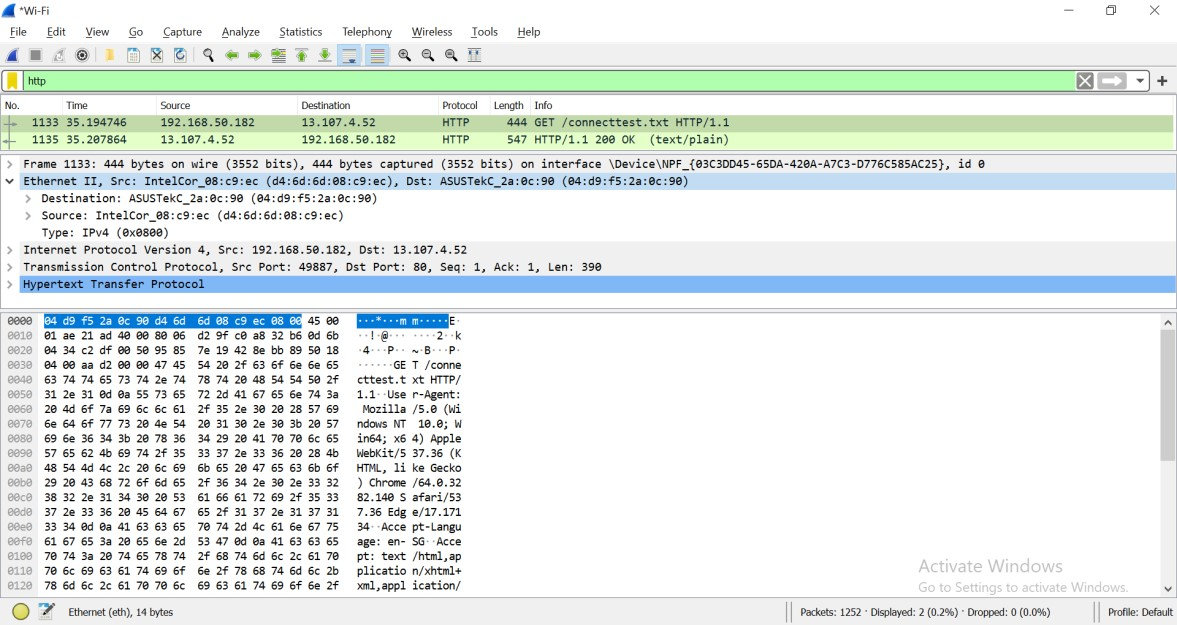 *Wi-Fi
File Edit View Go Capture Analyze Statistics Telephony Wireless Tools Help
http
No. Time Source Destination Protocol Length Info
1133 35.194746 192.168.50.182 13.107.4.52 HTTP 444 GET /connecttest.txt HTTP/1.1
1135 35.207864 13.107.4.52 192.168.50.182 HTTP 547 HTTP/1.1 200 OK (text/plain)
Frame 1133: 444 bytes on wire (3552 bits), 444 bytes captured (3552 bits) on interface \Device\NPF_{03C3DD45-65DA-420A-A7C3-D776C585AC25}, id 0
Ethernet II, Src: IntelCor_08:c9:ec (d4:6d:6d:08:c9:ec), Dst: ASUSTekC_2a:0c:90 (04:d9:f5:2a:0c:90)
Destination: ASUSTekC_2a:0c:90 (04:d9:f5:2a:0c:90)
Source: IntelCor_08:c9:ec (d4:6d:6d:08:c9:ec)
Type: IPv4 (0x0800)
Internet Protocol Version 4, Src: 192.168.50.182, Dst: 13.107.4.52
Transmission Control Protocol, Src Port: 49887, Dst Port: 80, Seq: 1, Ack: 1, Len: 390
Hypertext Transfer Protocol
0000 04 d9 f5 2a 0c 90 d4 6d 6d 08 c9 ec 08 00 45 00 ···*···m m·····E·
0010 01 ae 21 ad 40 00 80 06 d2 9f c0 a8 32 b6 0d 6b ··!·@··· ····2··k
0020 04 34 c2 df 00 50 95 85 7e 19 42 8e bb 89 50 18 ·4···P·· ~·B···P·
0030 04 00 aa d2 00 00 47 45 54 20 2f 63 6f 6e 6e 65 ······GE T /conne
0040 63 74 74 65 73 74 2e 74 78 74 20 48 54 54 50 2f cttest.t xt HTTP/
0050 31 2e 31 0d 0a 55 73 65 72 2d 41 67 65 6e 74 3a 1.1··Use r-Agent:
0060 20 4d 6f 7a 69 6c 6c 61 2f 35 2e 30 20 28 57 69 Mozilla /5.0 (Wi
0070 6e 64 6f 77 73 20 4e 54 20 31 30 2e 30 3b 20 57 ndows NT 10.0; W
0080 69 6e 36 34 3b 20 78 36 34 29 20 41 70 70 6c 65 in64; x6 4) Apple
0090 57 65 62 4b 69 74 2f 35 33 37 2e 33 36 20 28 4b WebKit/5 37.36 (K
00a0 48 54 4d 4c 2c 20 6c 69 6b 65 20 47 65 63 6b 6f HTML, li ke Gecko
00b0 29 20 43 68 72 6f 6d 65 2f 36 34 2e 30 2e 33 32 ) Chrome /64.0.32
00c0 38 32 2e 31 34 30 20 53 61 66 61 72 69 2f 35 33 82.140 S afari/53
00d0 37 2e 33 36 20 45 64 67 65 2f 31 37 2e 31 37 31 7.36 Edg e/17.171
00e0 33 34 0d 0a 41 63 63 65 70 74 2d 4c 61 6e 67 75 34··Acce pt-Langu
00f0 61 67 65 3a 20 65 6e 2d 53 47 0d 0a 41 63 63 65 age: en- SG··Acce
0100 70 74 3a 20 74 65 78 74 2f 68 74 6d 6c 2c 61 70 pt: text /html,ap
0110 70 6c 69 63 61 74 69 6f 6e 2f 78 68 74 6d 6c 2b plicatio n/xhtml+
0120 78 6d 6c 2c 61 70 70 6c 69 63 61 74 69 6f 6e 2f xml,appl ication/
Activate Windows
Go to Settings to activate Windows.
Ethernet (eth), 14 bytes Packets: 1252 · Displayed: 2 (0.2%) · Dropped: 0 (0.0%) Profile: Default